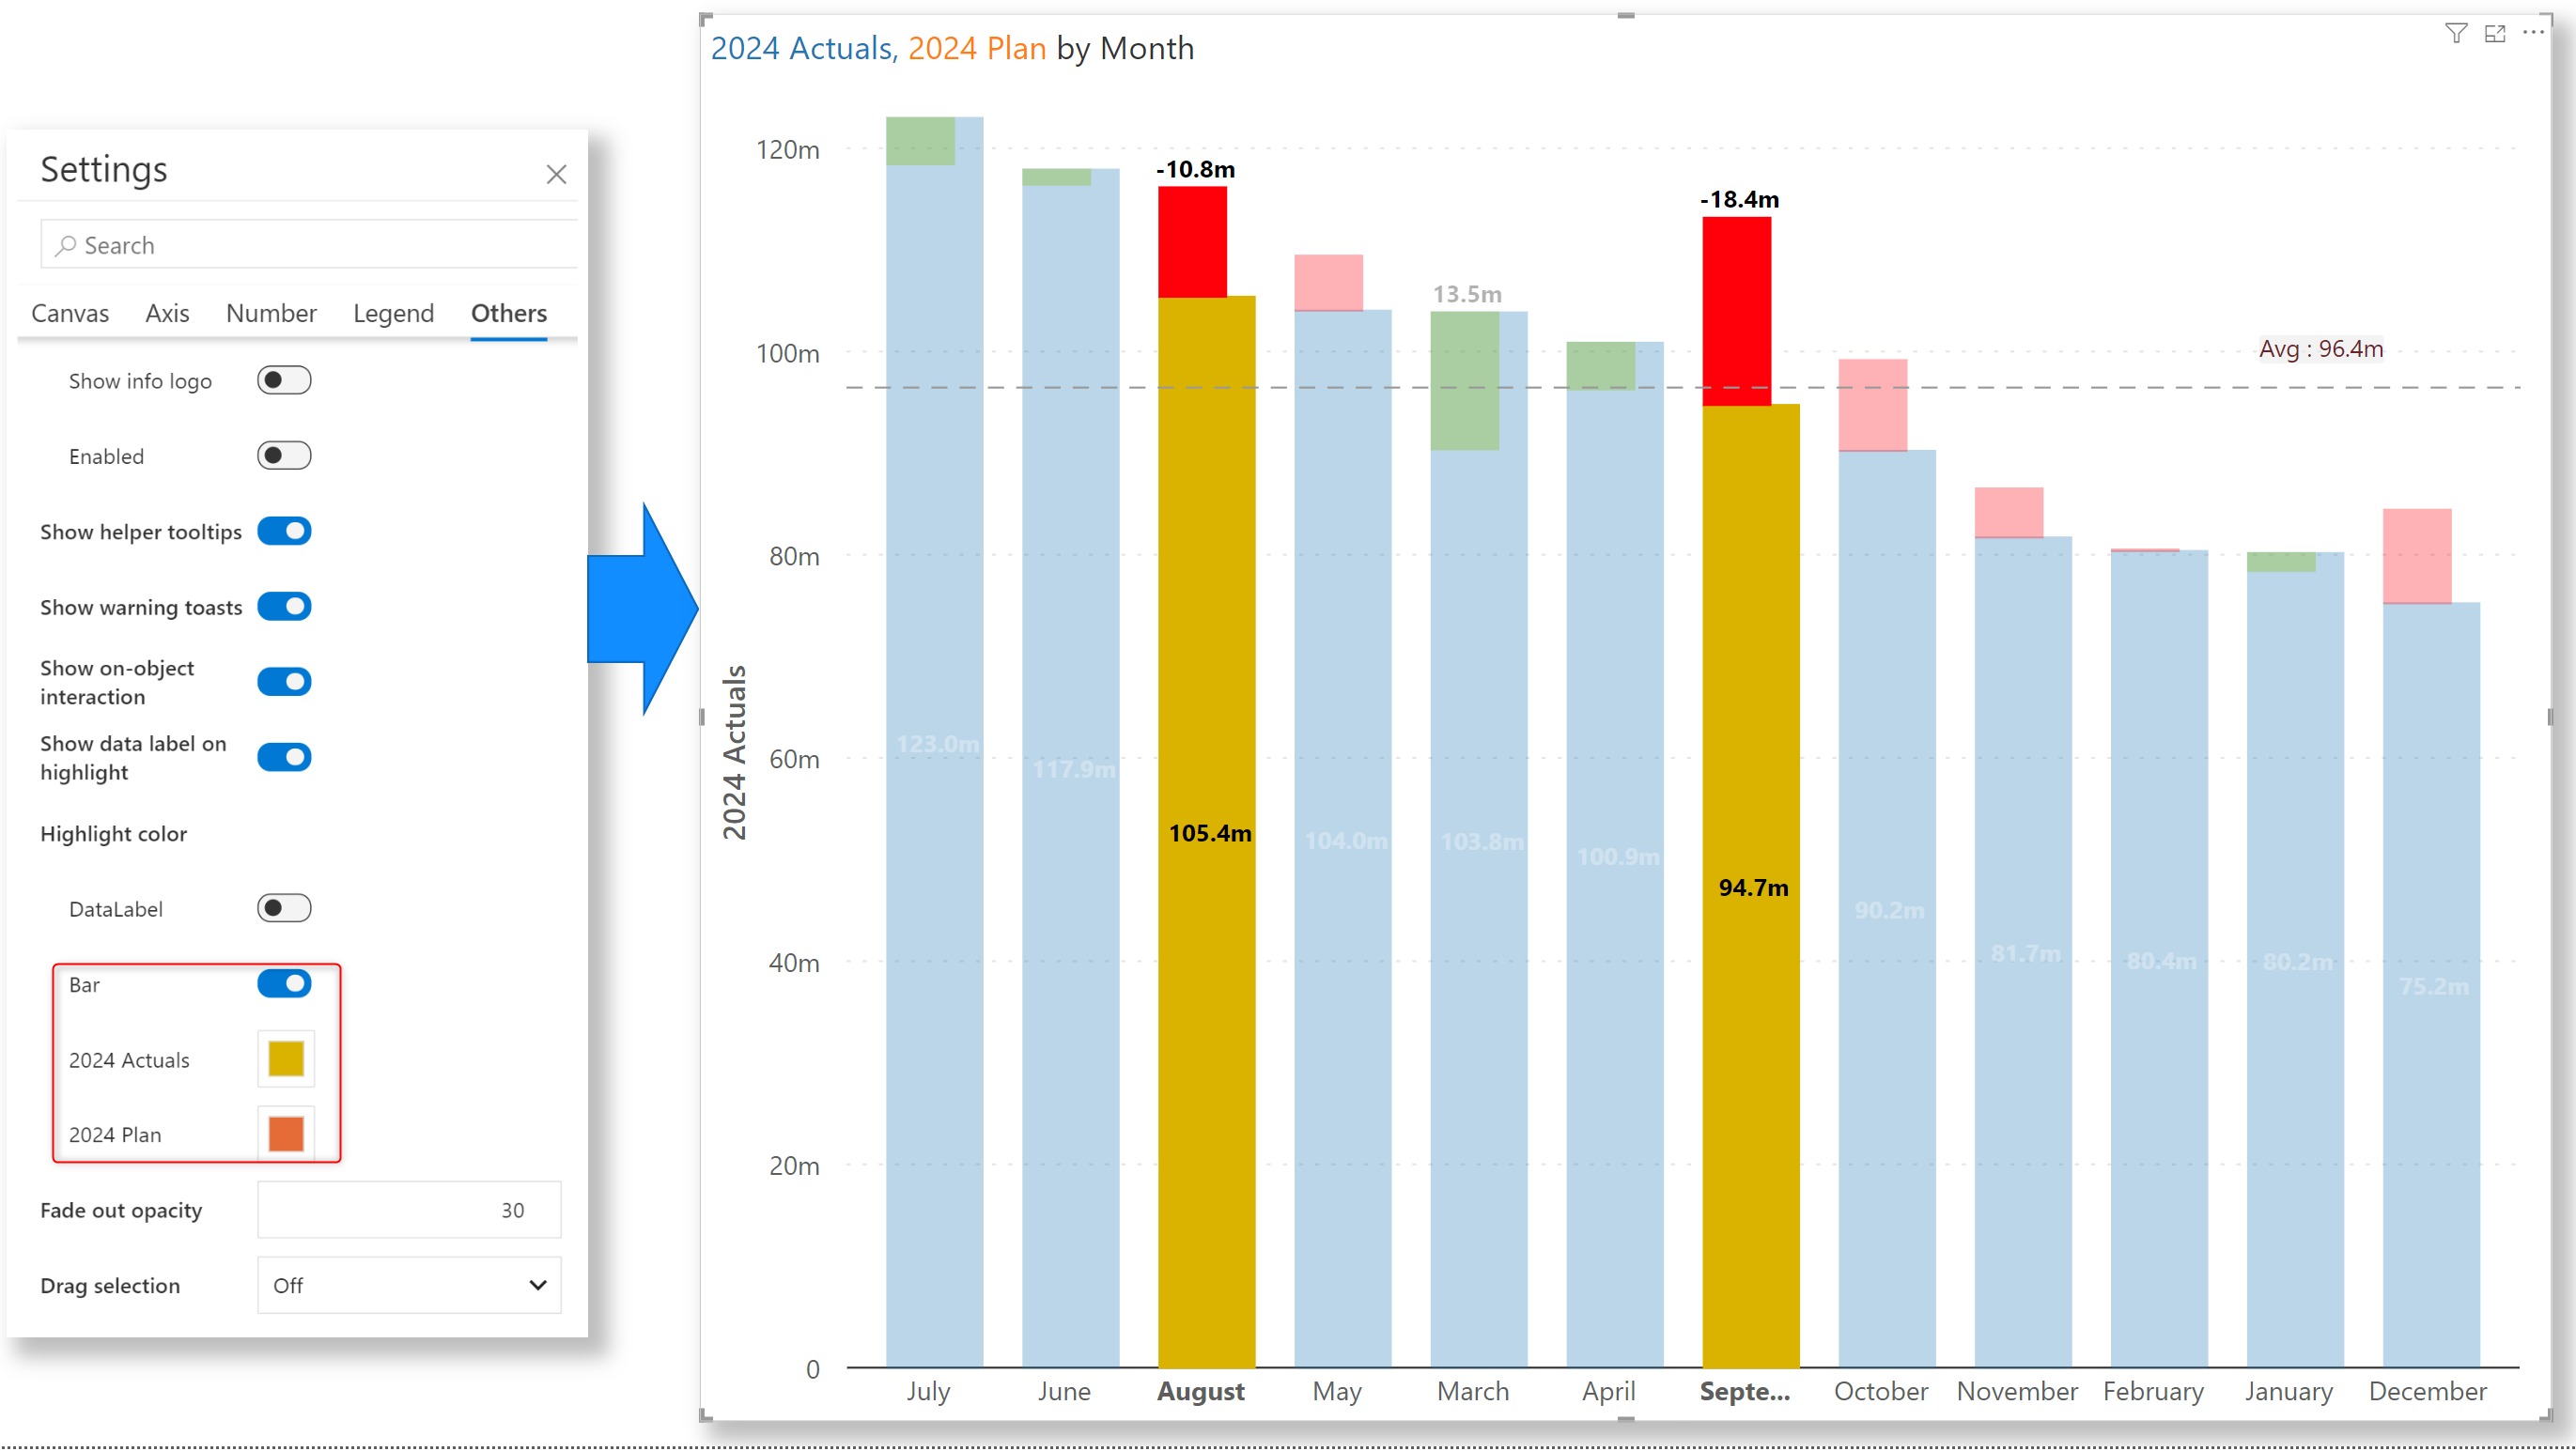 Settings
Search
Canvas Axis Number Legend Others
Show info logo
Enabled
Show helper tooltips
Show warning toasts
Show on-object
interaction
Show data label on
highlight
Highlight color
DataLabel
Bar
2024 Actuals
2024 Plan
Fade out opacity 30
Drag selection Off
2024 Actuals, 2024 Plan by Month
2024 Actuals
120m
100m
80m
60m
40m
20m
0
-10.8m
-18.4m
13.5m
Avg : 96.4m
123.0m
117.9m
105.4m
104.0m
103.8m
100.9m
94.7m
90.2m
81.7m
80.4m
80.2m
75.2m
July June August May March April Septe... October November February January December